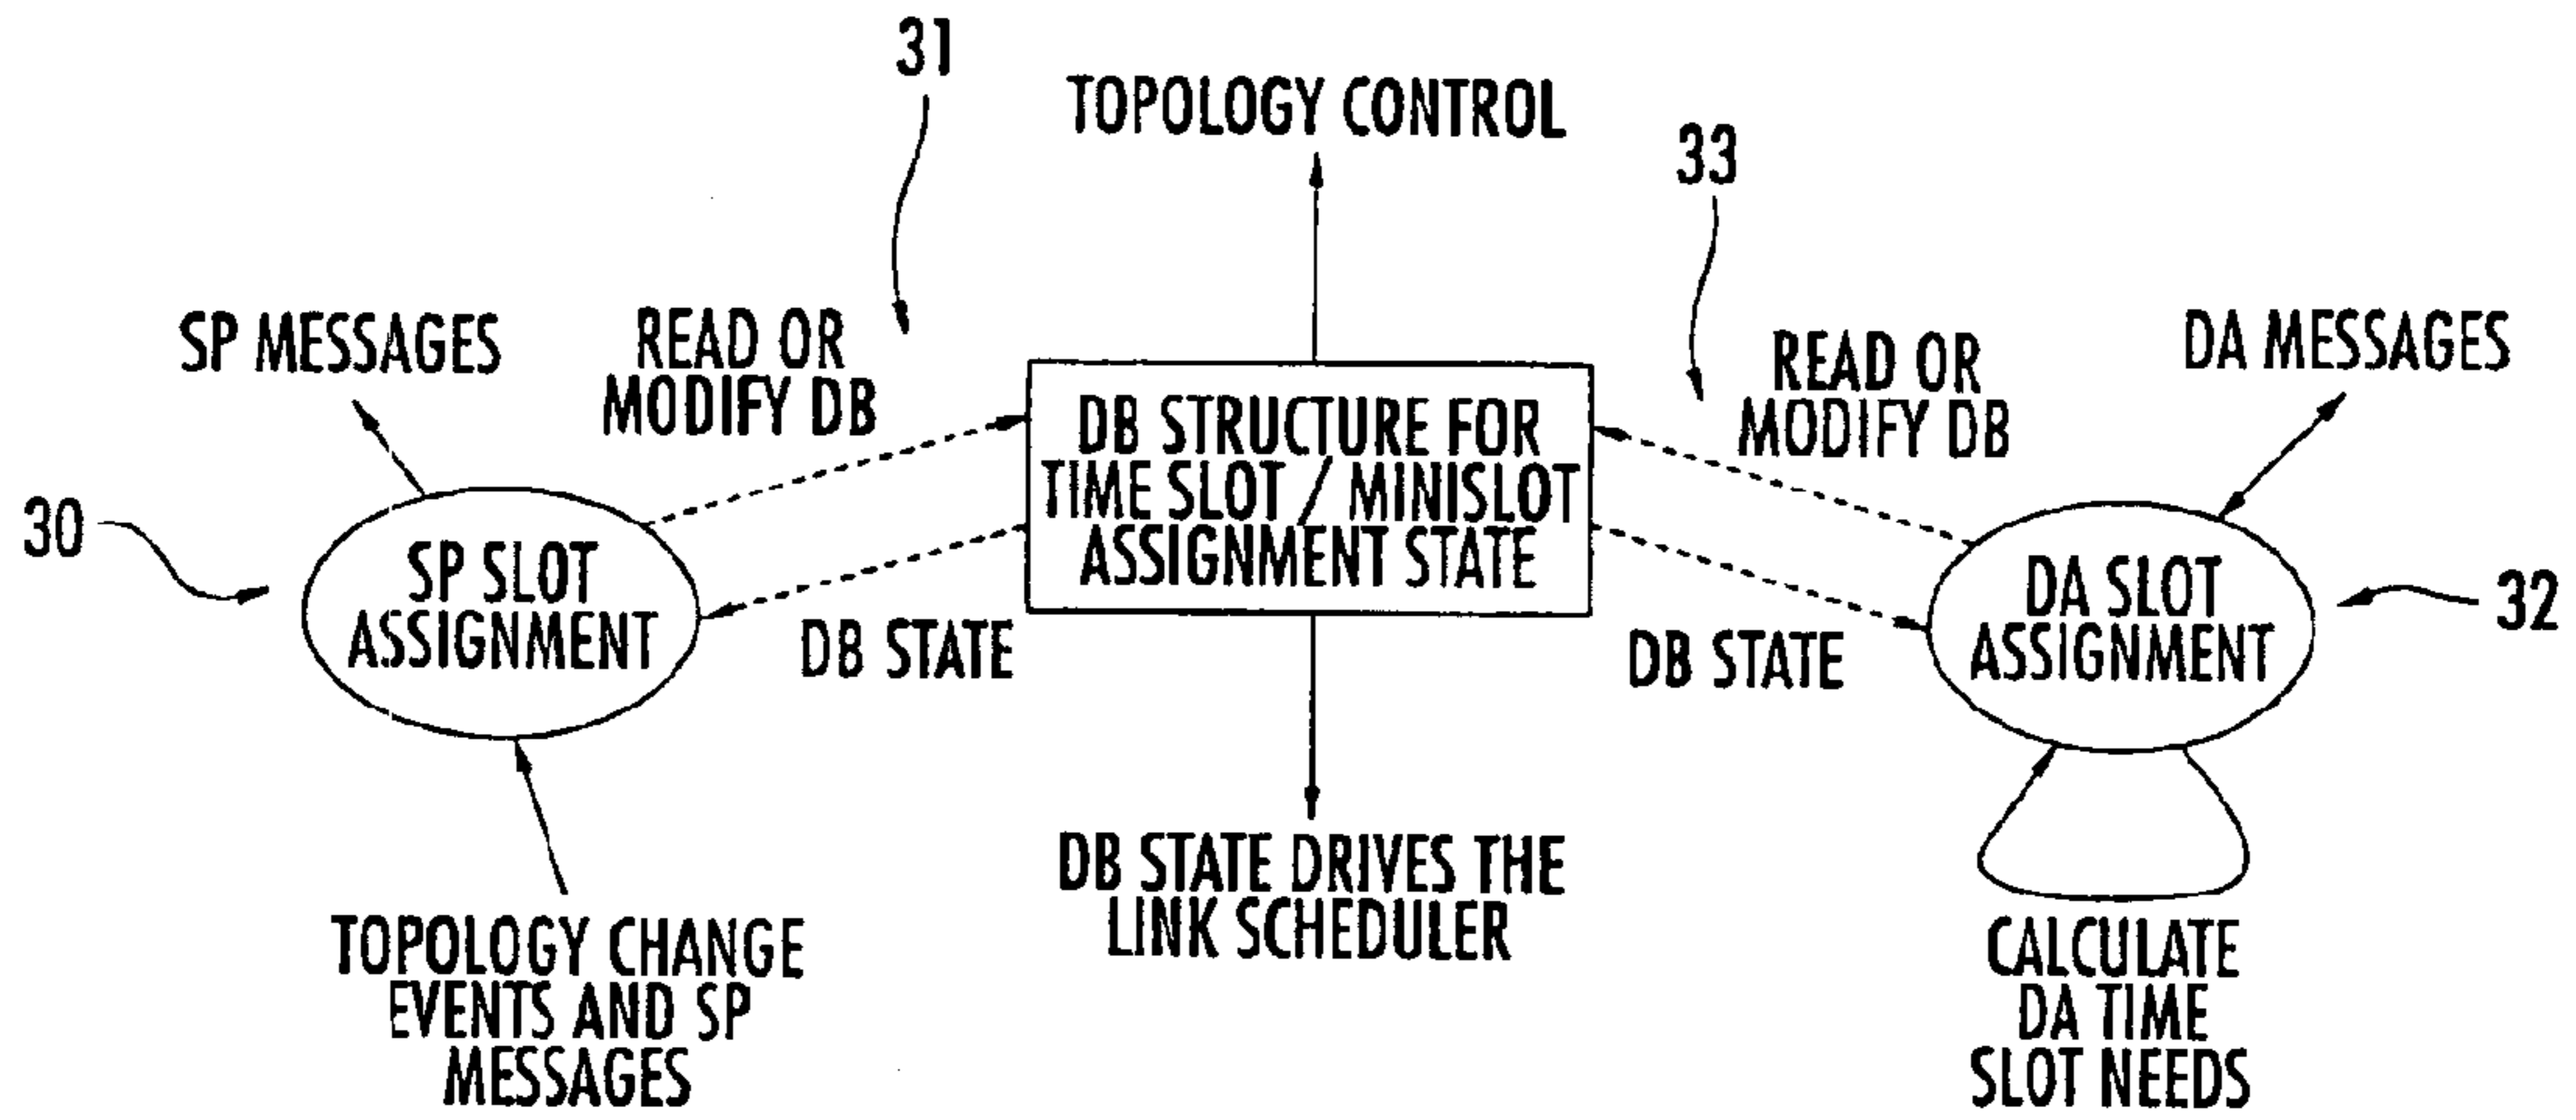 31
TOPOLOGY CONTROL
33
SP MESSAGES
READ OR
MODIFY DB
READ OR
MODIFY DB
DA MESSAGES
DB STRUCTURE FOR
TIME SLOT / MINISLOT
ASSIGNMENT STATE
30
SP SLOT
ASSIGNMENT
DB STATE
DB STATE
DA SLOT
ASSIGNMENT
32
DB STATE DRIVES THE
LINK SCHEDULER
TOPOLOGY CHANGE
EVENTS AND SP
MESSAGES
CALCULATE
DA TIME
SLOT NEEDS